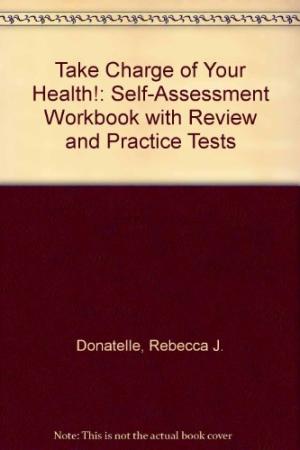 Take Charge of Your
Health!: Self-Assessment
Workbook with Review
and Practice Tests
Donatelle, Rebecca J.
Note: This is not the actual book cover